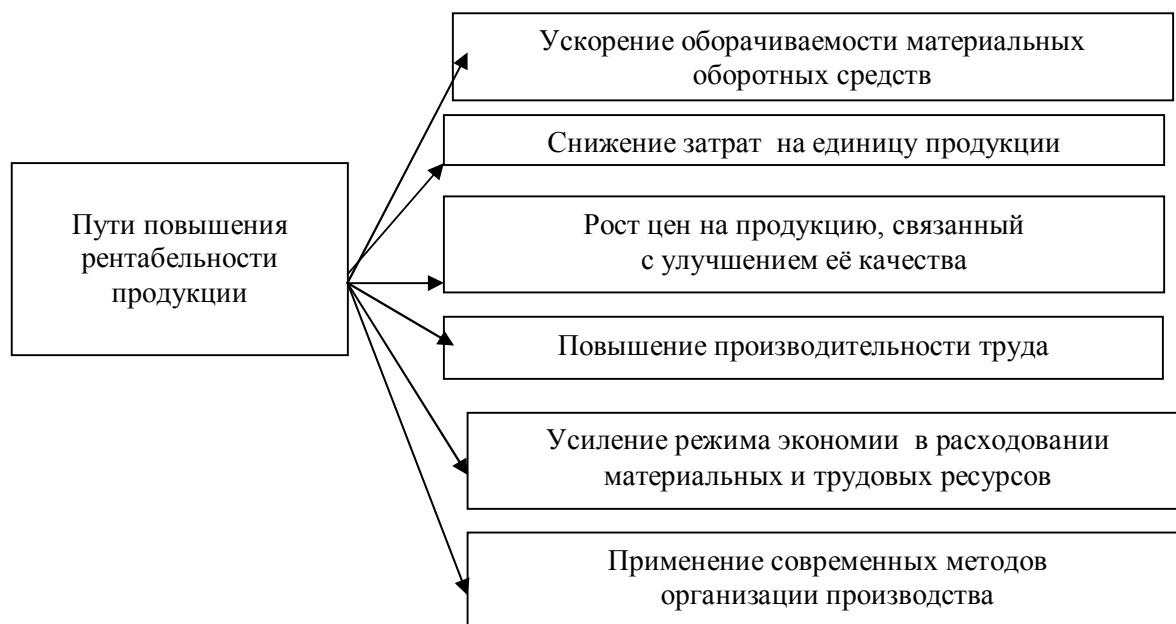 Пути повышения
рентабельности
продукции
Ускорение оборачиваемости материальных
оборотных средств
Снижение затрат  на единицу продукции
Рост цен на продукцию, связанный
с улучшением её качества
Повышение производительности труда
Усиление режима экономии  в расходовании
материальных и трудовых ресурсов
Применение современных методов
организации производства